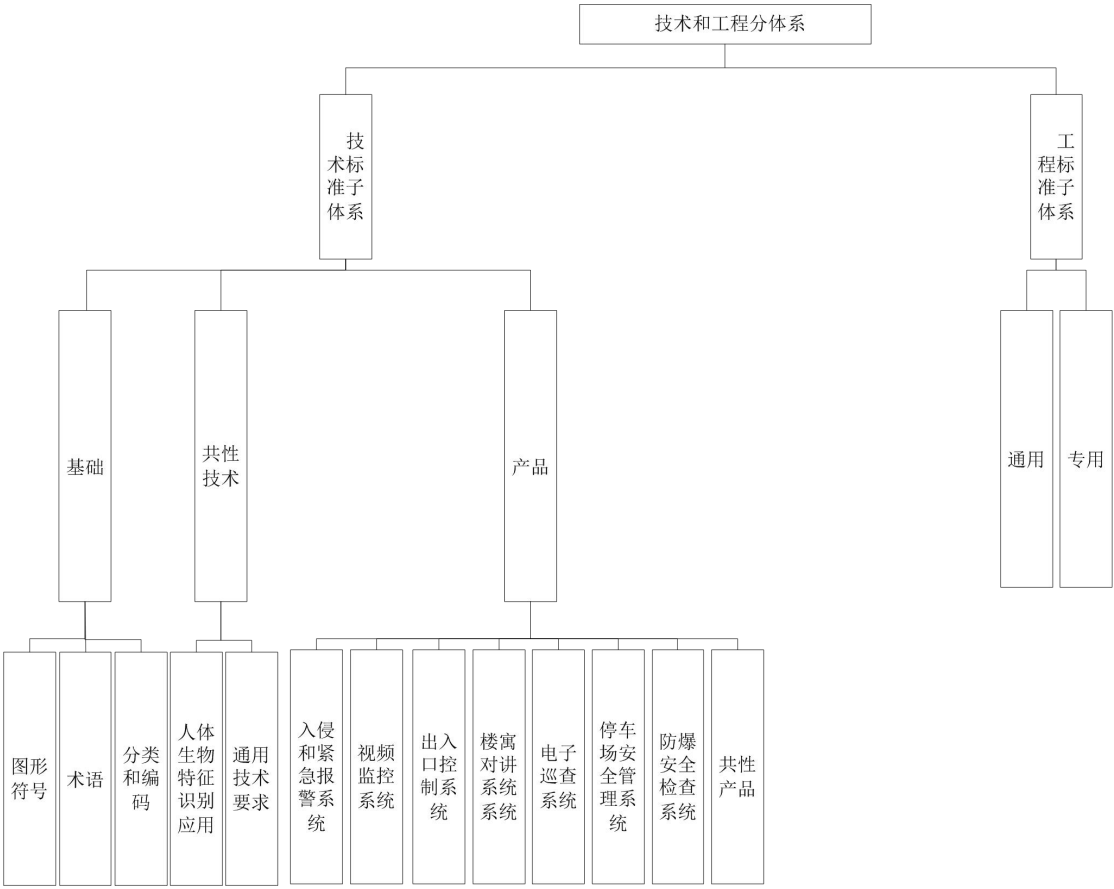 技术和工程分体系
技
术标
准子
体系
工
程标
准子
体系
基础
共性
技术
产品
通用
专用
图形
符号
术语
分类
和编
码
人体
生物
特征
识别
应用
通用
技术
要求
入侵
和紧
急报
警系
统
视频
监控
系统
出入
口控
制系
统
楼寓
对讲
系统
系统
电子
巡查
系统
停车
场安
全管
理系
统
防爆
安全
检查
系统
共性
产品